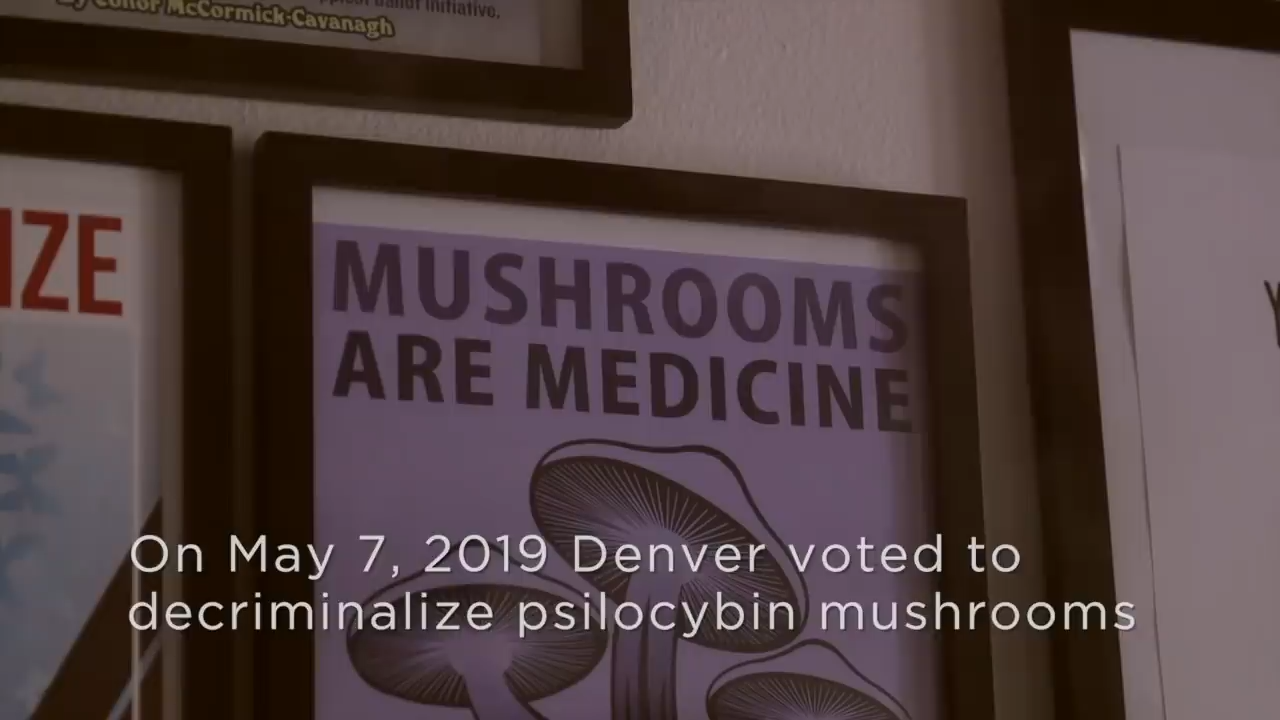 ballot initiative.
By Conor McCormick-Cavanagh
IZE
MUSHROOMS
ARE MEDICINE
On May 7, 2019 Denver voted to
decriminalize psilocybin mushrooms